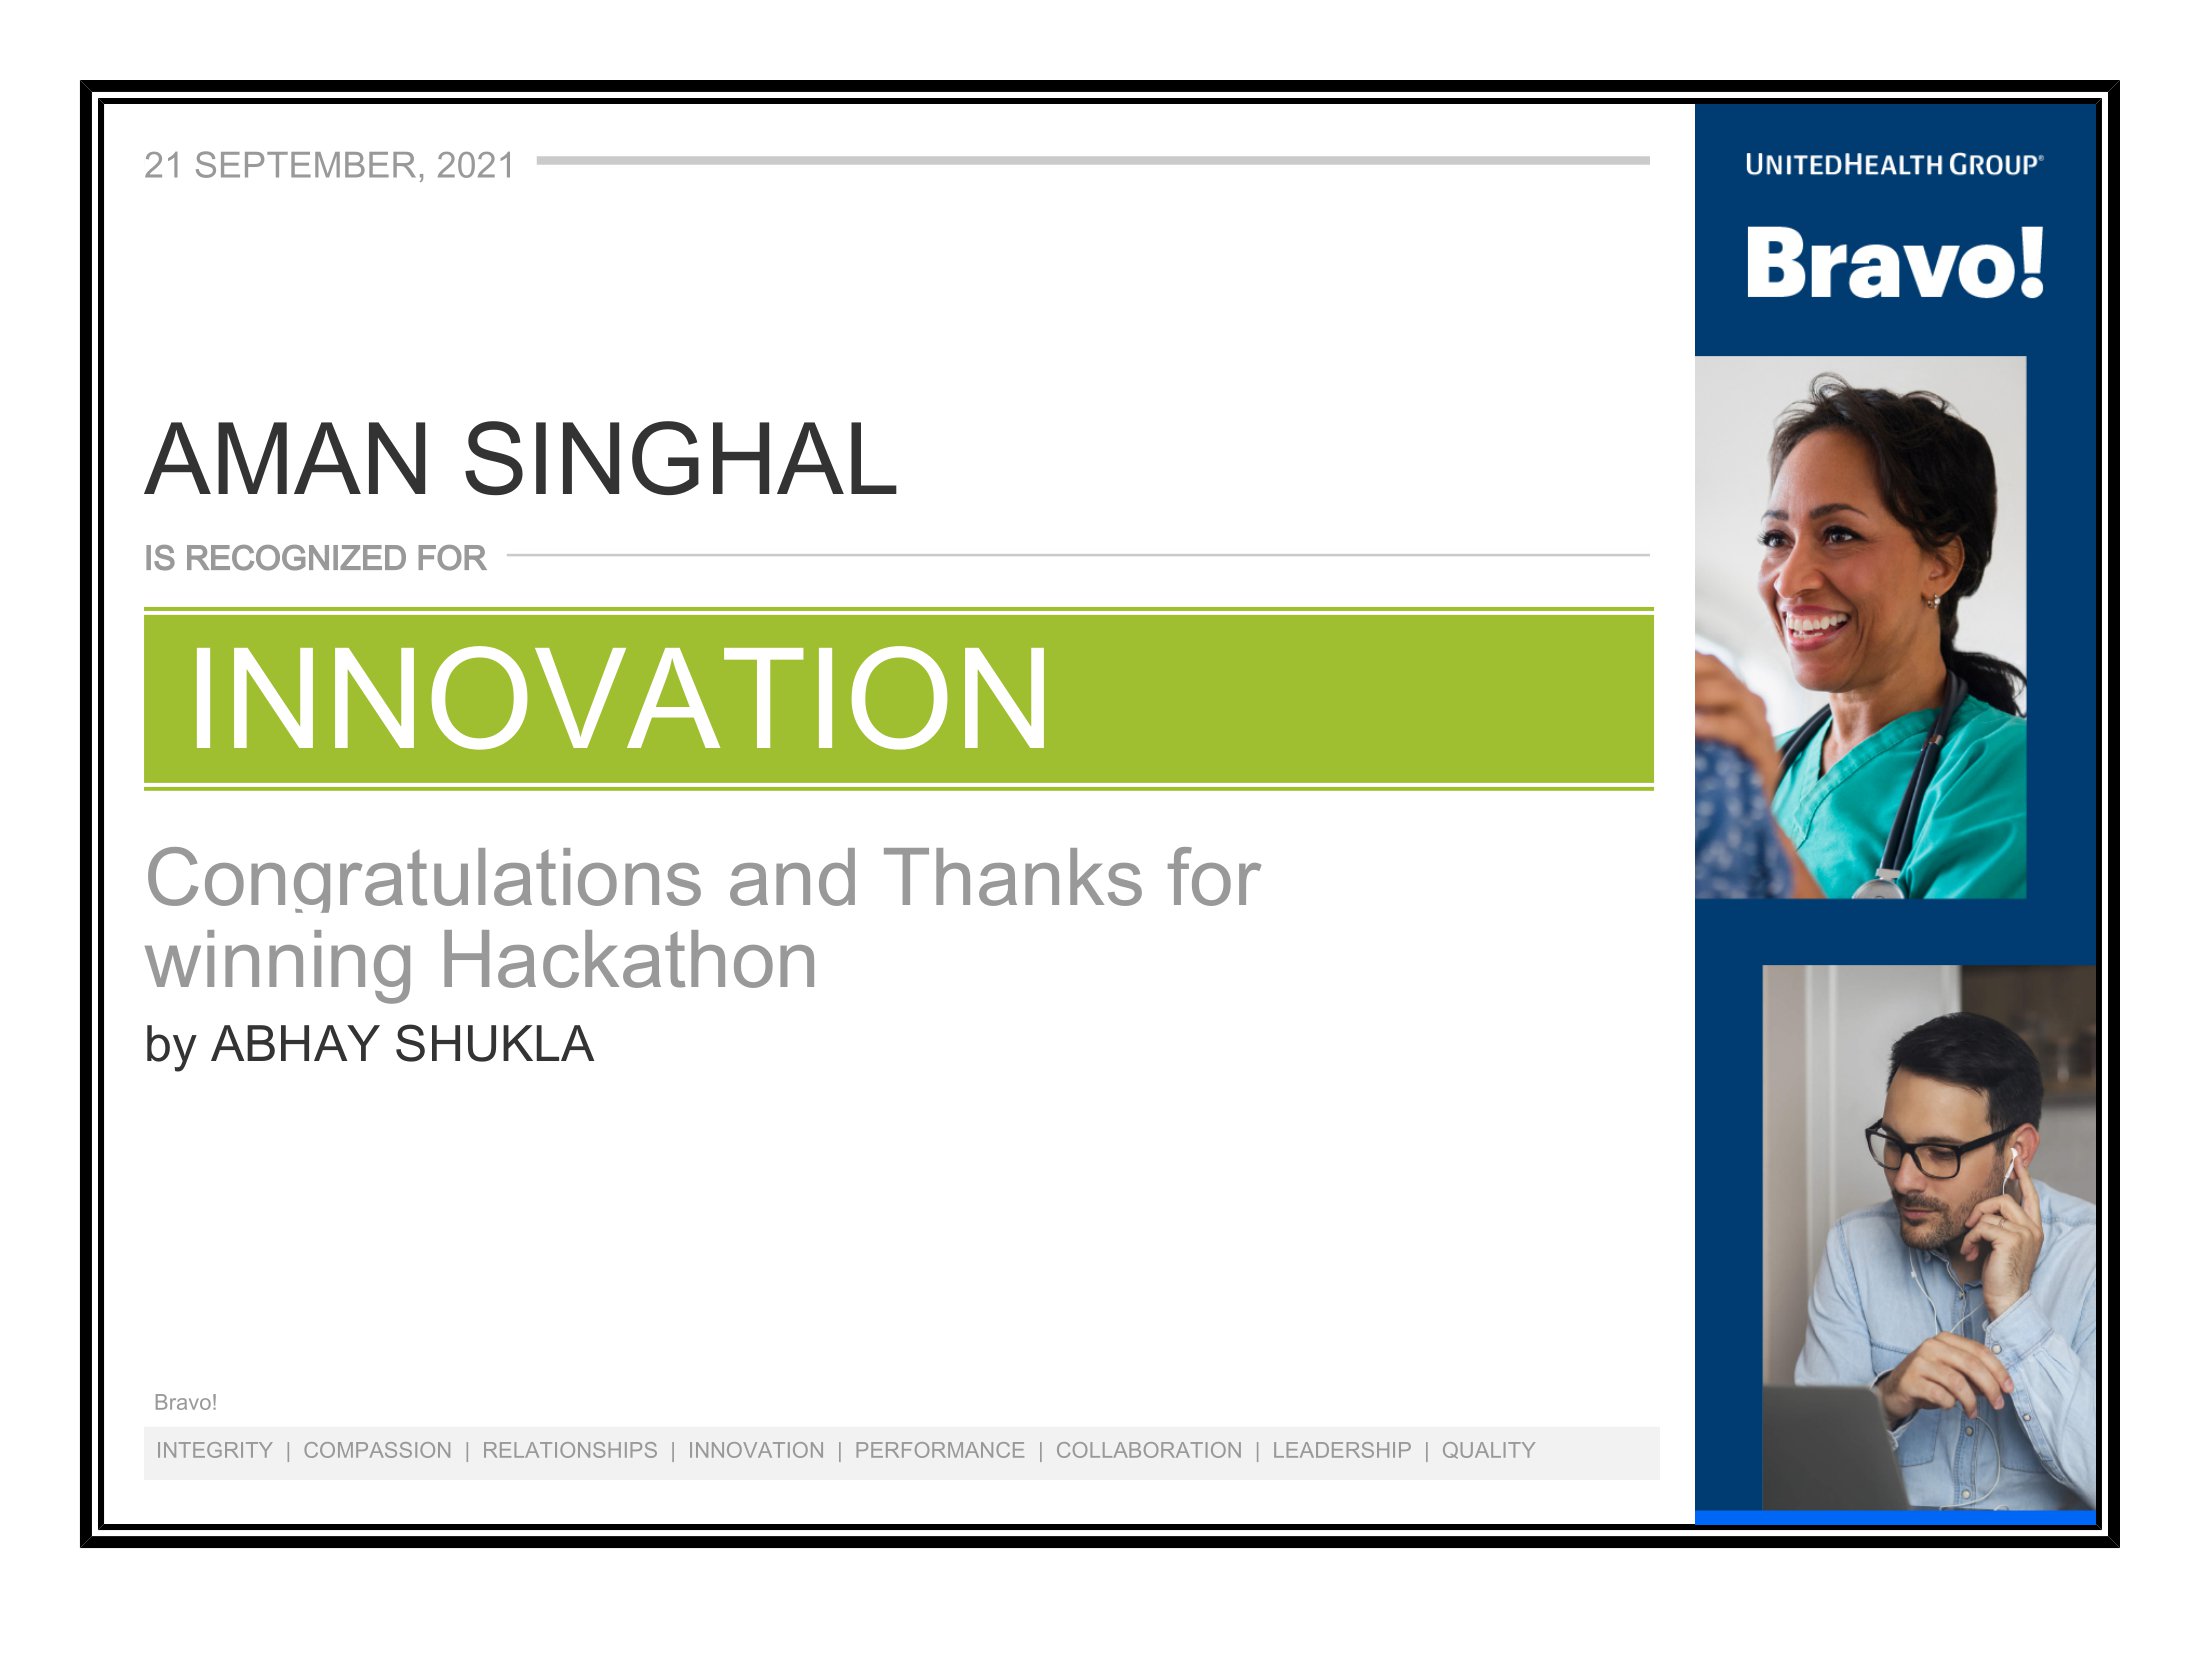 21 SEPTEMBER, 2021
UNITEDHEALTH GROUP®
Bravo!
AMAN SINGHAL
IS RECOGNIZED FOR
INNOVATION
Congratulations and Thanks for
winning Hackathon
by ABHAY SHUKLA
Bravo!
INTEGRITY | COMPASSION | RELATIONSHIPS | INNOVATION | PERFORMANCE | COLLABORATION | LEADERSHIP | QUALITY